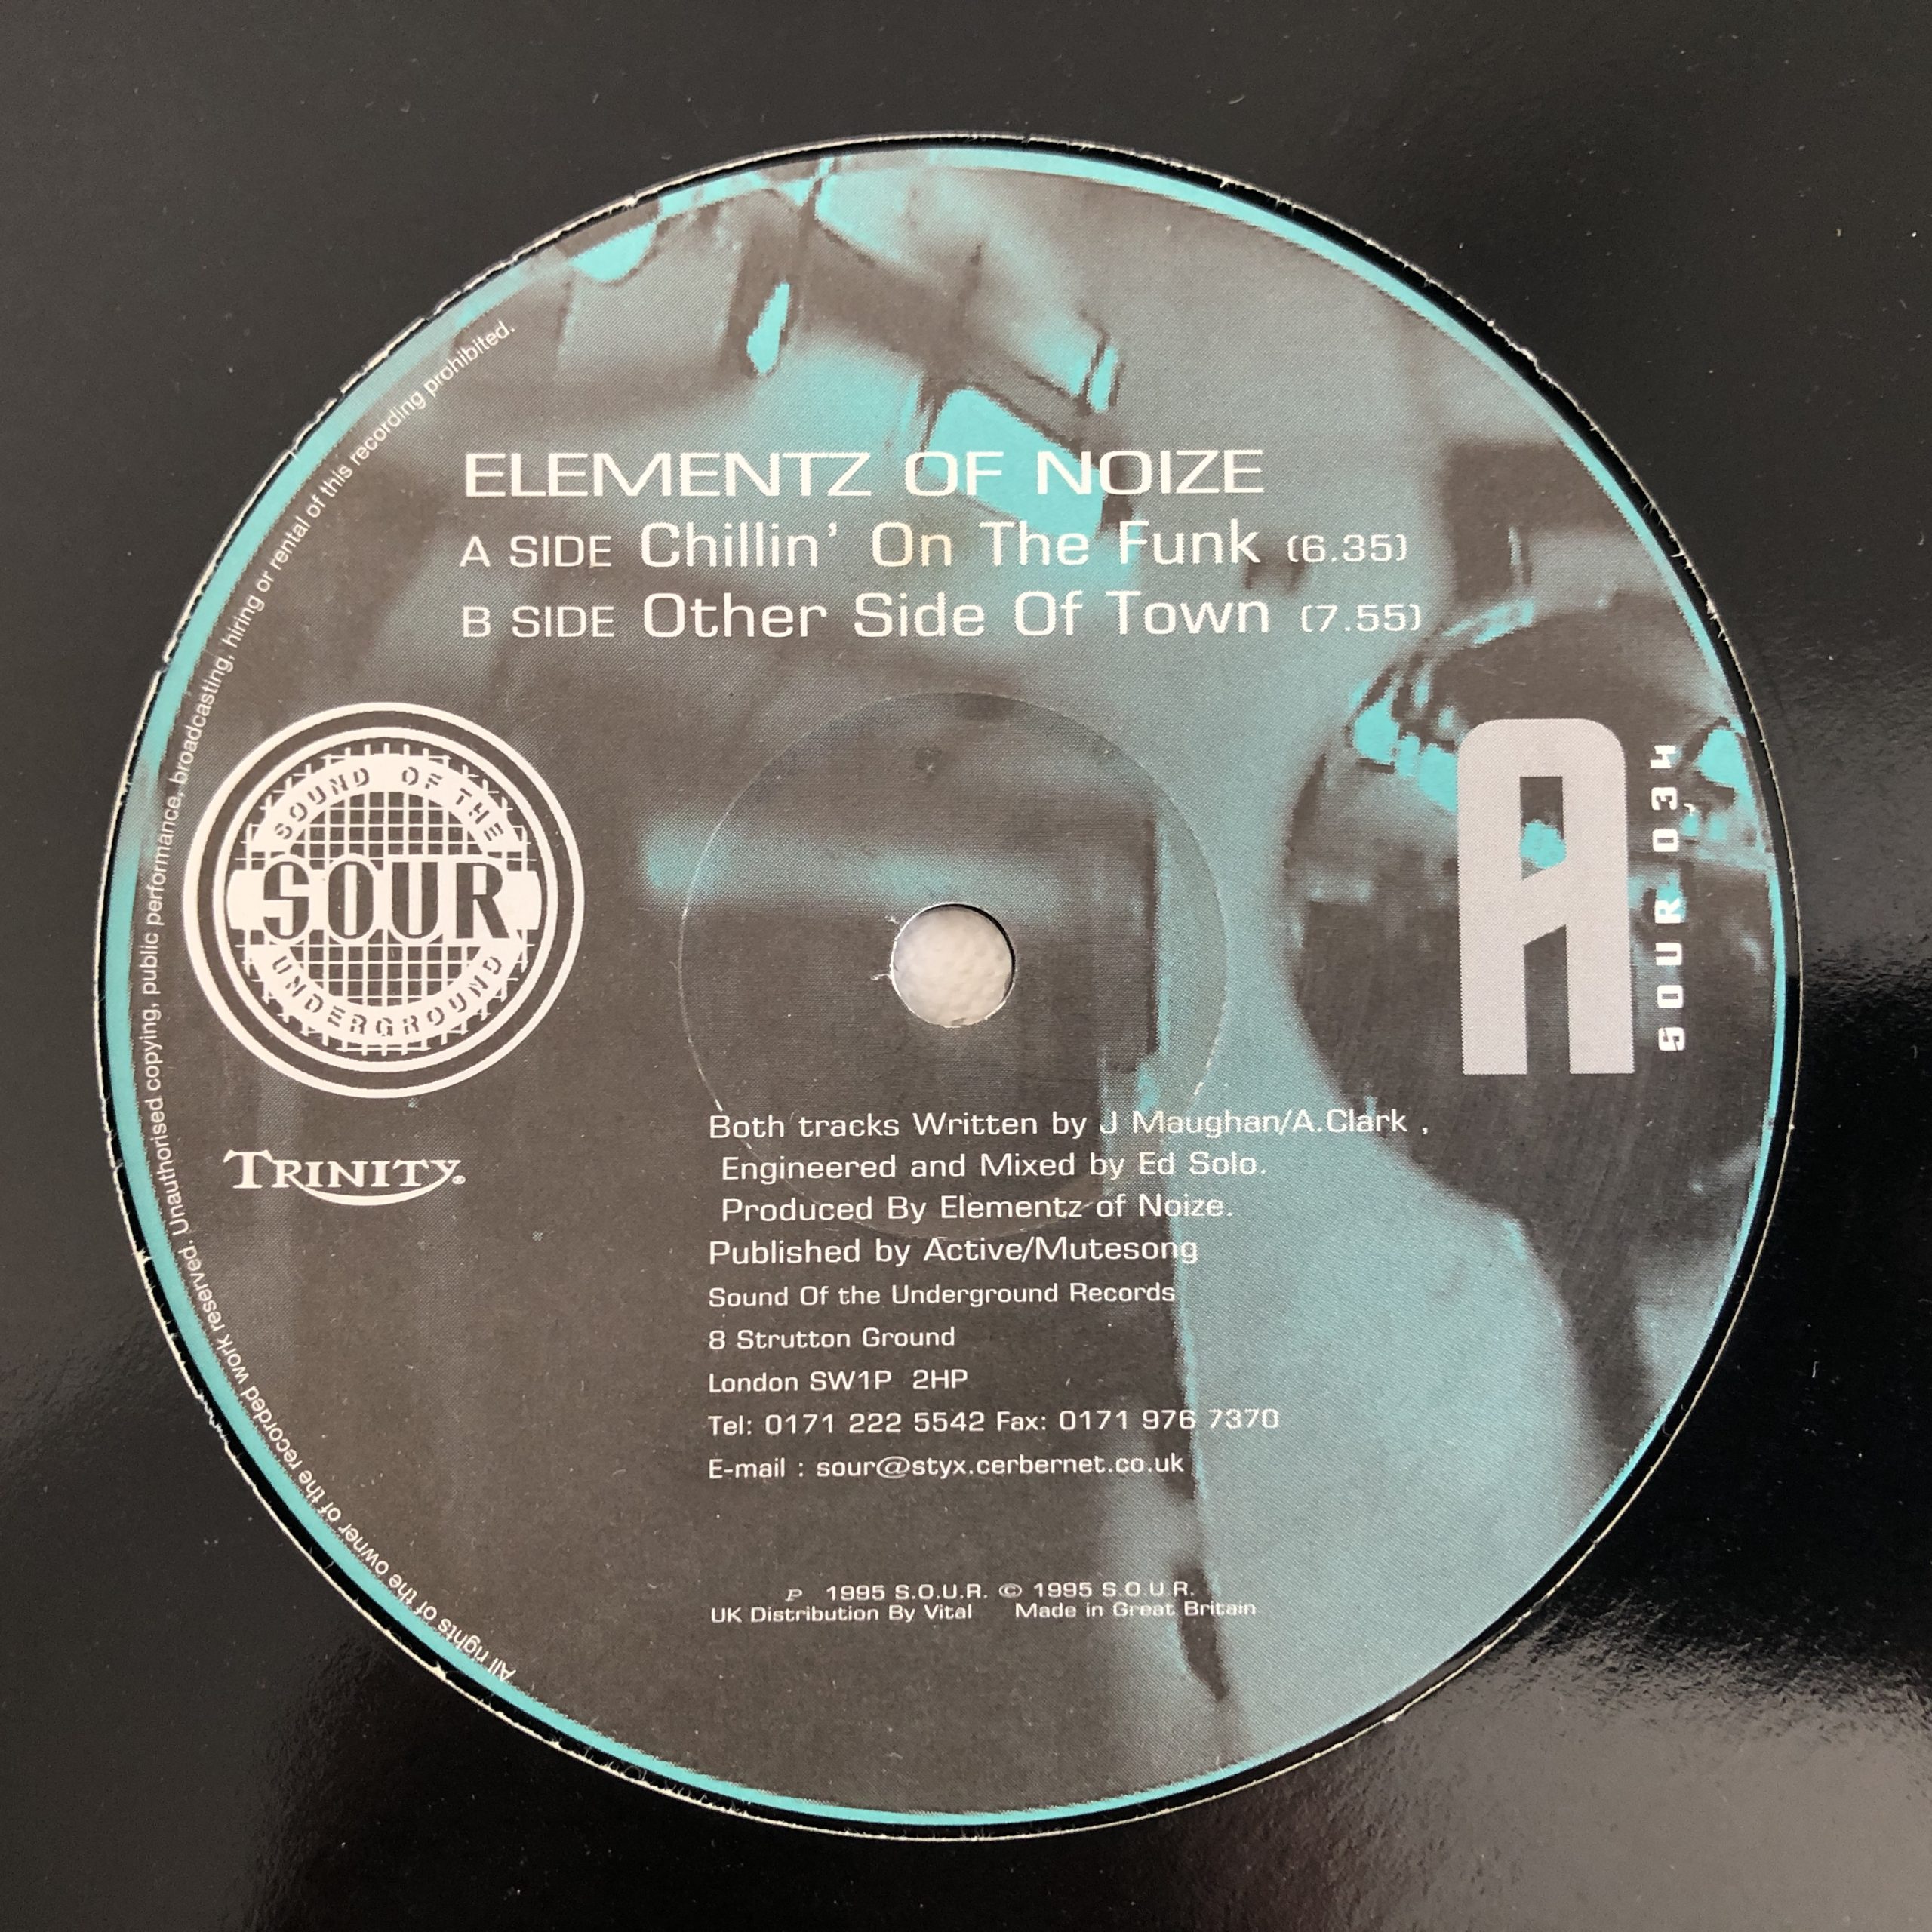 ELEMENTZ OF NOIZE
A SIDE Chillin' On The Funk (6.35)
B SIDE Other Side Of Town (7.55)
SOUND OF THE
SOUR
UNDERGROUND
TRINITY®
A
SOUR 034
Both tracks Written by J Maughan/A.Clark ,
Engineered and Mixed by Ed Solo.
Produced By Elementz of Noize.
Published by Active/Mutesong
Sound Of the Underground Records
8 Strutton Ground
London SW1P 2HP
Tel: 0171 222 5542 Fax: 0171 976 7370
E-mail : sour@styx.cerbernet.co.uk
P 1995 S.O.U.R. © 1995 S.O.U.R.
UK Distribution By Vital Made in Great Britain
All rights of the owner of the recorded work reserved. Unauthorised copying, public performance, broadcasting, hiring or rental of this recording prohibited.